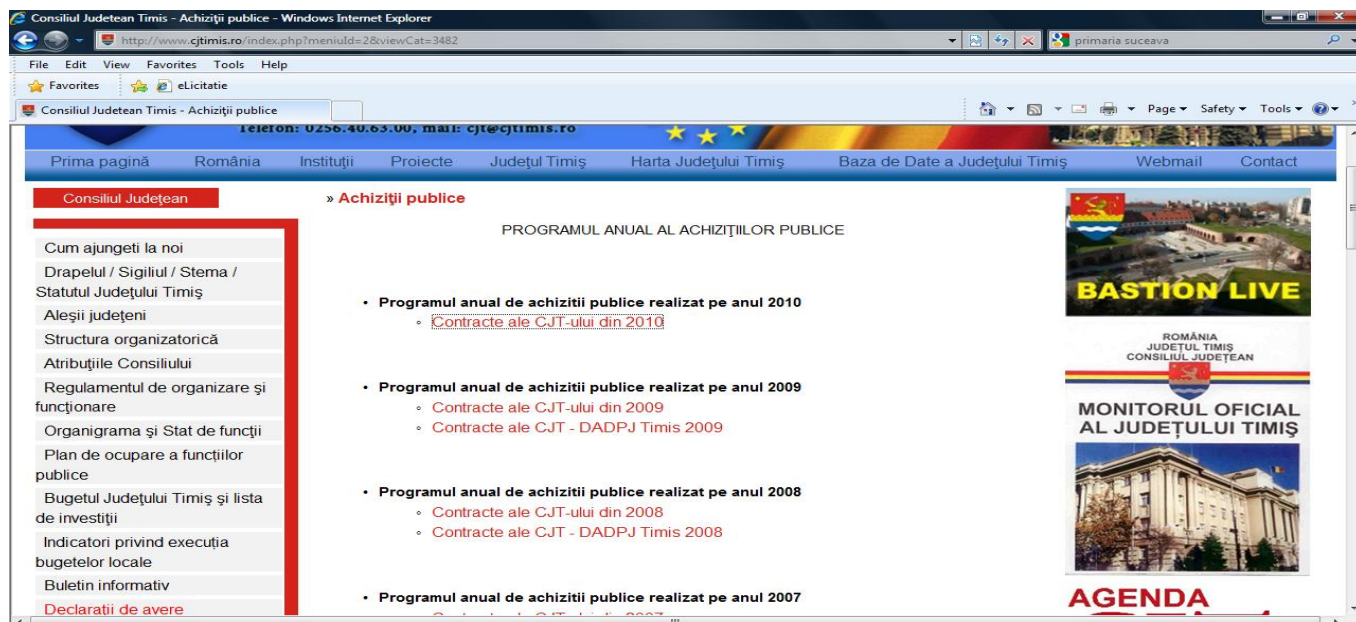 Consiliul Judetean Timis - Achiziţii publice - Windows Internet Explorer
http://www.cjtimis.ro/index.php?meniuId=2&viewCat=3482
primaria suceava
File Edit View Favorites Tools Help
Favorites eLicitatie
Consiliul Judetean Timis - Achiziţii publice
Page Safety Tools
Telefon: 0256.40.63.00, mail: cjt@cjtimis.ro
Prima pagină România Instituţii Proiecte Judeţul Timiş Harta Judeţului Timiş Baza de Date a Judeţului Timiş Webmail Contact
Consiliul Judeţean
Cum ajungeti la noi
Drapelul / Sigiliul / Stema /
Statutul Judeţului Timiş
Aleşii judeţeni
Structura organizatorică
Atribuţiile Consiliului
Regulamentul de organizare şi
funcţionare
Organigrama şi Stat de funcţii
Plan de ocupare a funcţiilor
publice
Bugetul Judeţului Timiş şi lista
de investiţii
Indicatori privind execuţia
bugetelor locale
Buletin informativ
Declaratii de avere
» Achiziţii publice
PROGRAMUL ANUAL AL ACHIZIŢIILOR PUBLICE
• Programul anual de achizitii publice realizat pe anul 2010
◦ Contracte ale CJT-ului din 2010
• Programul anual de achizitii publice realizat pe anul 2009
◦ Contracte ale CJT-ului din 2009
◦ Contracte ale CJT - DADPJ Timis 2009
• Programul anual de achizitii publice realizat pe anul 2008
◦ Contracte ale CJT-ului din 2008
◦ Contracte ale CJT - DADPJ Timis 2008
• Programul anual de achizitii publice realizat pe anul 2007
BASTION LIVE
ROMÂNIA
JUDEŢUL TIMIŞ
CONSILIUL JUDEŢEAN
MONITORUL OFICIAL
AL JUDEŢULUI TIMIŞ
AGENDA